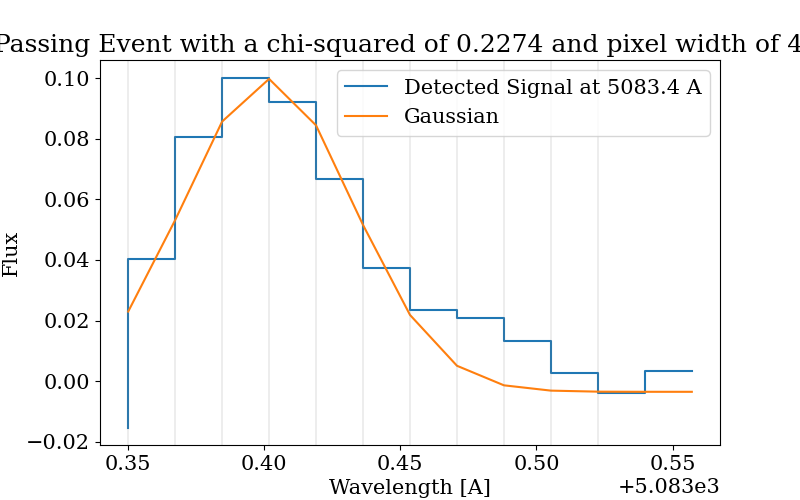 Passing Event with a chi-squared of 0.2274 and pixel width of 4
Detected Signal at 5083.4 A
Gaussian
Flux
0.10
0.08
0.06
0.04
0.02
0.00
−0.02
0.35 0.40 0.45 0.50 0.55
+5.083e3
Wavelength [A]